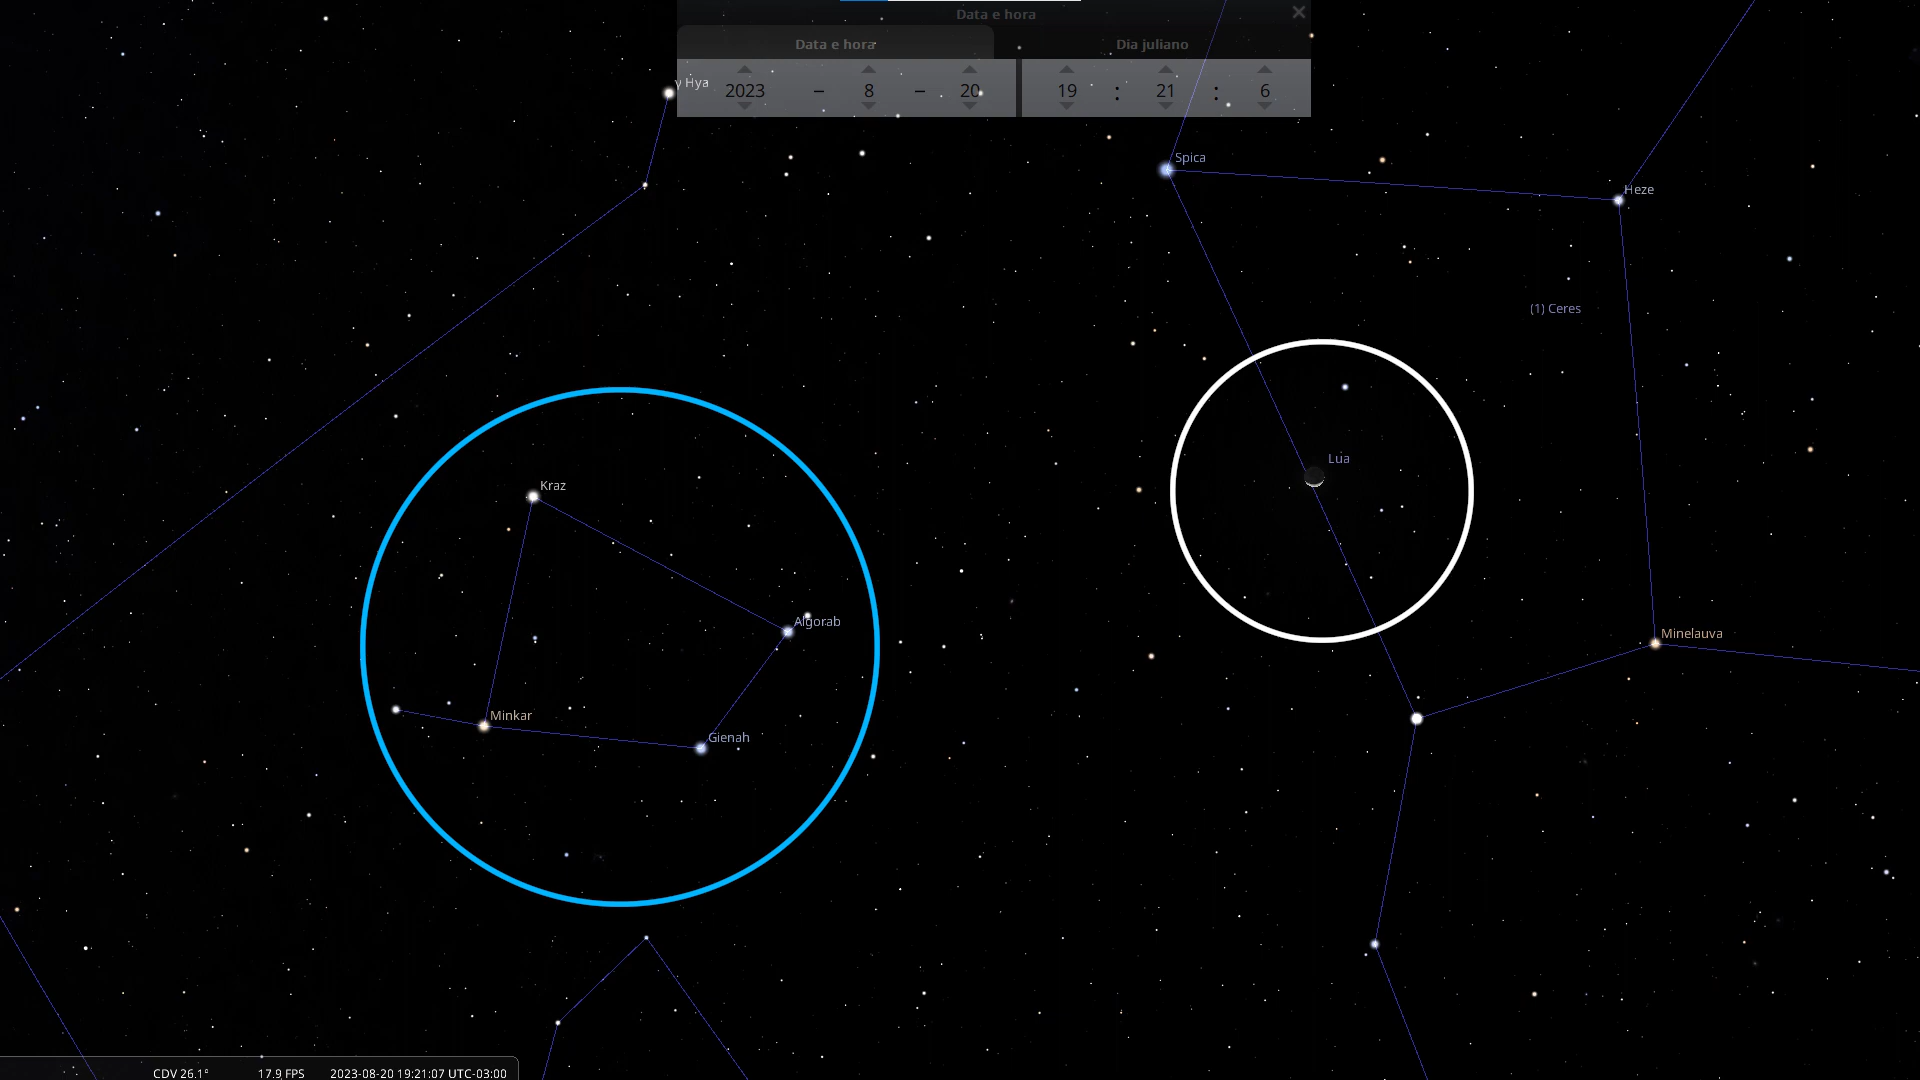 Data e hora
Data e hora
Dia juliano
γ Hya
2023 – 8 – 20
19 : 21 : 6
Spica
Heze
(1) Ceres
Lua
Kraz
Algorab
Minelauva
Minkar
Gienah
CDV 26.1° 17.9 FPS 2023-08-20 19:21:07 UTC-03:00